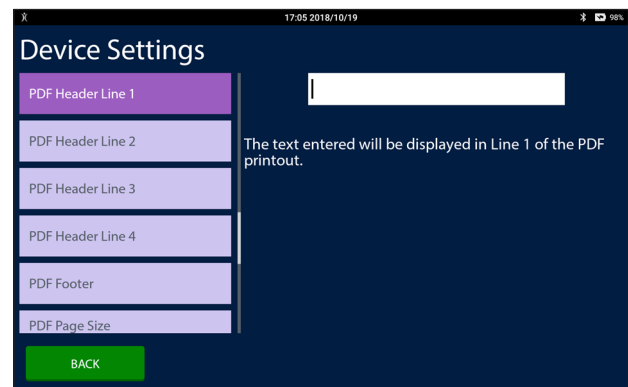 17:05 2018/10/19
98%
Device Settings
PDF Header Line 1
PDF Header Line 2
PDF Header Line 3
PDF Header Line 4
PDF Footer
PDF Page Size
The text entered will be displayed in Line 1 of the PDF
printout.
BACK